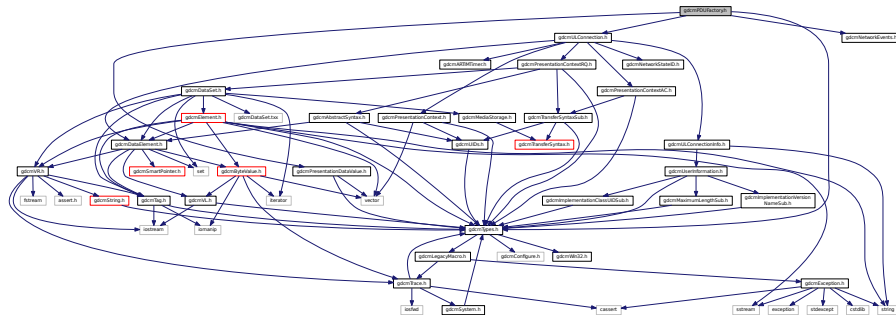 gdcmPDUFactory.h
gdcmULConnection.h
gdcmNetworkEvents.h
gdcmARTIMTimer.h
gdcmPresentationContextRQ.h
gdcmNetworkStateID.h
gdcmDataSet.h
gdcmPresentationContextAC.h
gdcmElement.h
gdcmDataSet.txx
gdcmAbstractSyntax.h
gdcmPresentationContext.h
gdcmMediaStorage.h
gdcmTransferSyntaxSub.h
gdcmDataElement.h
gdcmUIDs.h
gdcmTransferSyntax.h
gdcmULConnectionInfo.h
gdcmVR.h
gdcmSmartPointer.h
set
gdcmByteValue.h
gdcmPresentationDataValue.h
gdcmUserInformation.h
fstream
assert.h
gdcmString.h
gdcmTag.h
gdcmVL.h
iterator
vector
gdcmImplementationClassUIDSub.h
gdcmMaximumLengthSub.h
gdcmImplementationVersion
NameSub.h
iostream
iomanip
gdcmTypes.h
gdcmLegacyMacro.h
gdcmConfigure.h
gdcmWin32.h
gdcmTrace.h
gdcmException.h
iosfwd
gdcmSystem.h
cassert
sstream
exception
stdexcept
cstdlib
string